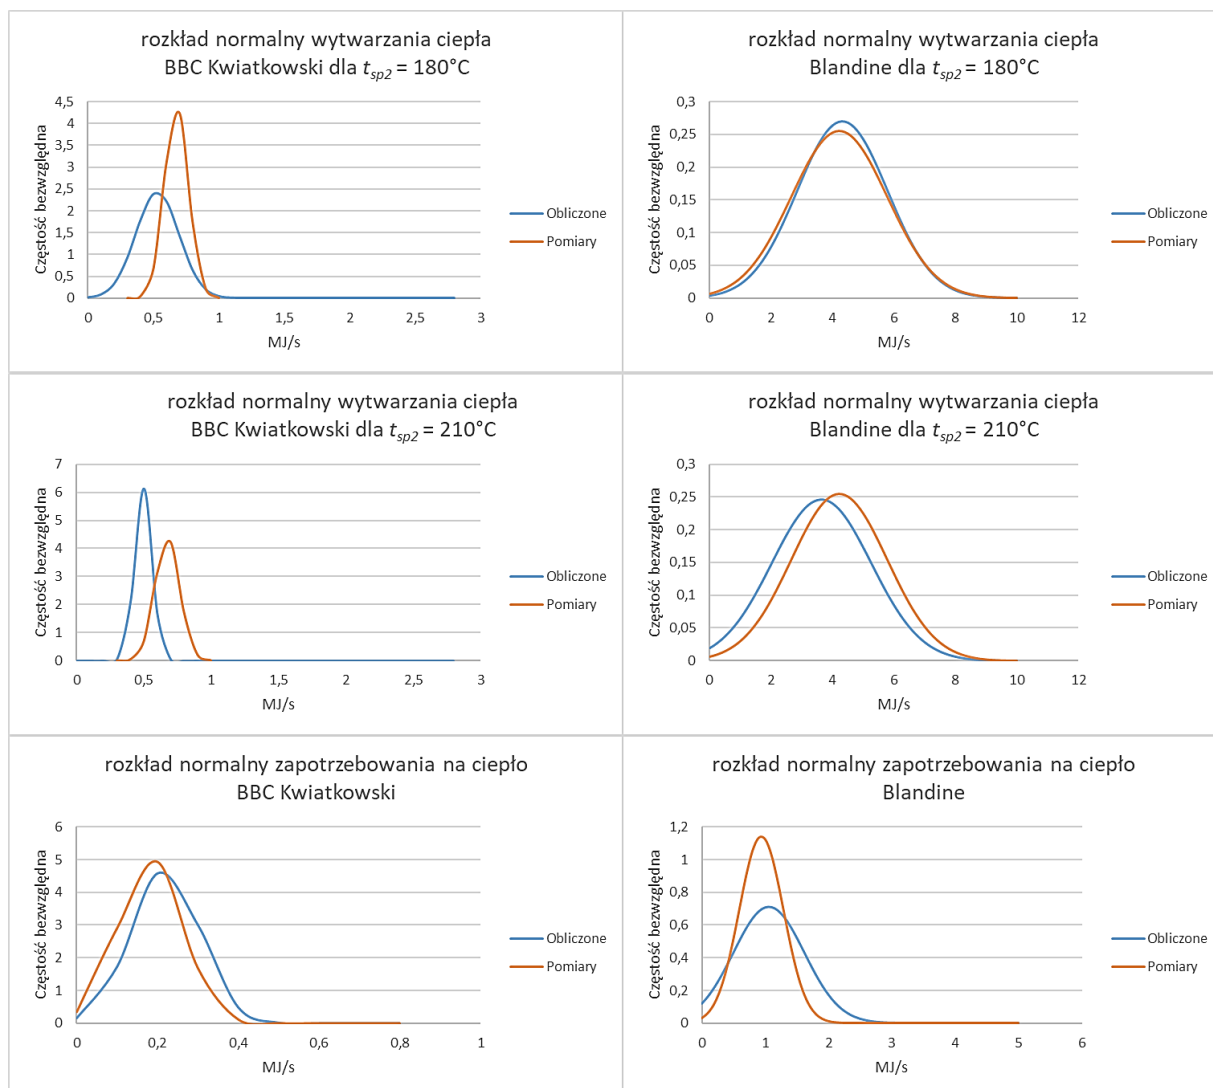 rozkład normalny wytwarzania ciepła
BBC Kwiatkowski dla tsp2 = 180°C
Częstość bezwzględna
4,5
4
3,5
3
2,5
2
1,5
1
0,5
0
0 0,5 1 1,5 2 2,5 3
MJ/s
Obliczone
Pomiary
rozkład normalny wytwarzania ciepła
Blandine dla tsp2 = 180°C
Częstość bezwzględna
0,3
0,25
0,2
0,15
0,1
0,05
0
0 2 4 6 8 10 12
MJ/s
Obliczone
Pomiary
rozkład normalny wytwarzania ciepła
BBC Kwiatkowski dla tsp2 = 210°C
Częstość bezwzględna
7
6
5
4
3
2
1
0
0 0,5 1 1,5 2 2,5 3
MJ/s
Obliczone
Pomiary
rozkład normalny wytwarzania ciepła
Blandine dla tsp2 = 210°C
Częstość bezwzględna
0,3
0,25
0,2
0,15
0,1
0,05
0
0 2 4 6 8 10 12
MJ/s
Obliczone
Pomiary
rozkład normalny zapotrzebowania na ciepło
BBC Kwiatkowski
Częstość bezwzględna
6
5
4
3
2
1
0
0 0,2 0,4 0,6 0,8 1
MJ/s
Obliczone
Pomiary
rozkład normalny zapotrzebowania na ciepło
Blandine
Częstość bezwzględna
1,2
1
0,8
0,6
0,4
0,2
0
0 1 2 3 4 5 6
MJ/s
Obliczone
Pomiary